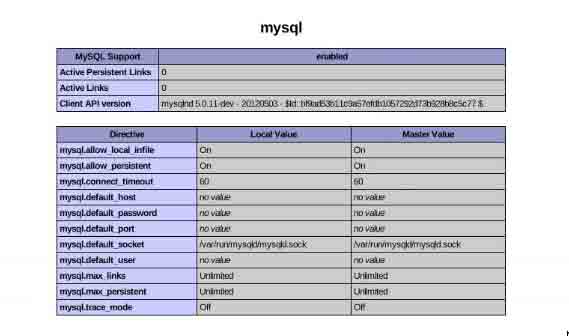 mysql
MySQL Support enabled
Active Persistent Links 0
Active Links 0
Client API version mysqlnd 5.0.11-dev - 20120503 - $Id:
Directive Local Value Master Value
mysql.allow_local_infile On On
mysql.allow_persistent On On
mysql.connect_timeout 60 60
mysql.default_host no value no value
mysql.default_password no value no value
mysql.default_port no value no value
mysql.default_socket /var/run/mysqld/mysqld.sock /var/run/mysqld/mysqld.sock
mysql.default_user no value no value
mysql.max_links Unlimited Unlimited
mysql.max_persistent Unlimited Unlimited
mysql.trace_mode Off Off